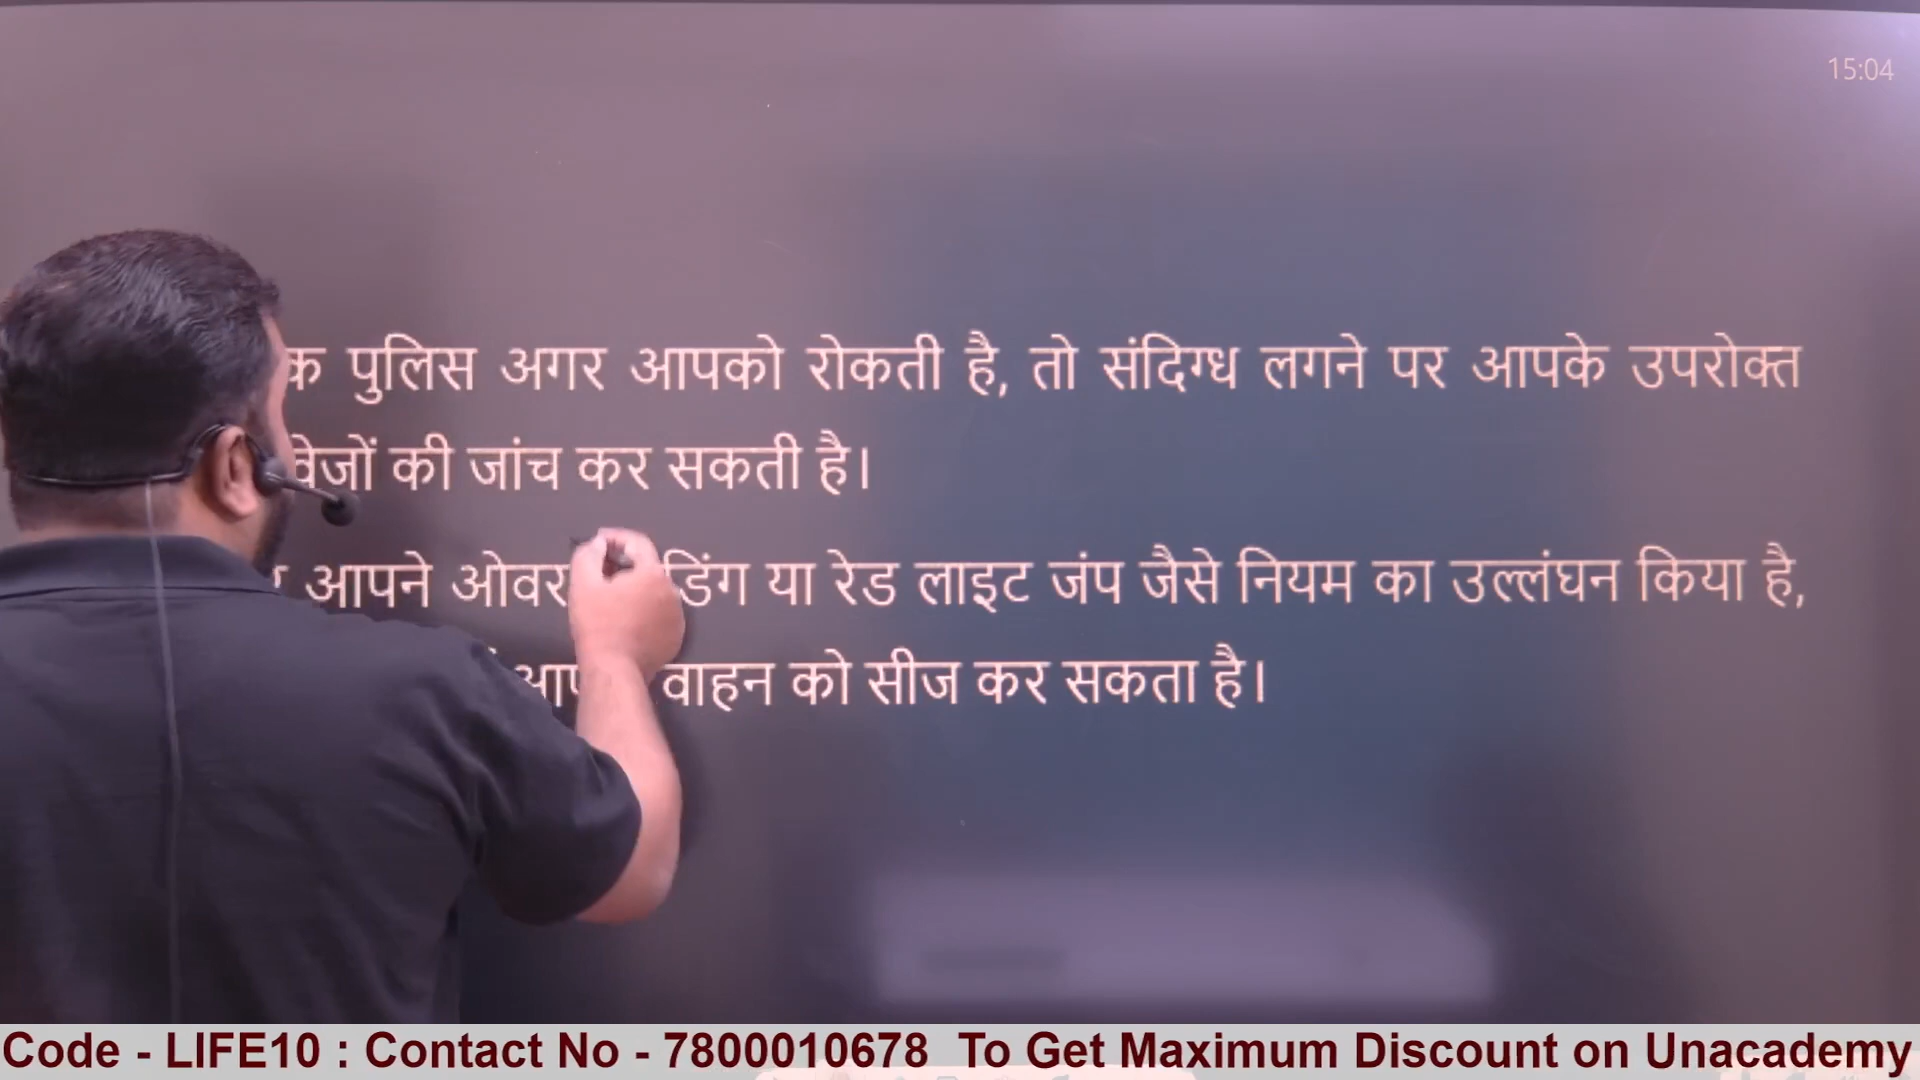 15:04
पुलिस अगर आपको रोकती है, तो संदिग्ध लगने पर आपके उपरोक्त
की जांच कर सकती है।
आपने या रेड लाइट जंप जैसे नियम का उल्लंघन किया है,
वाहन को सीज कर सकता है।
Code - LIFE10 : Contact No - 7800010678 To Get Maximum Discount on Unacademy